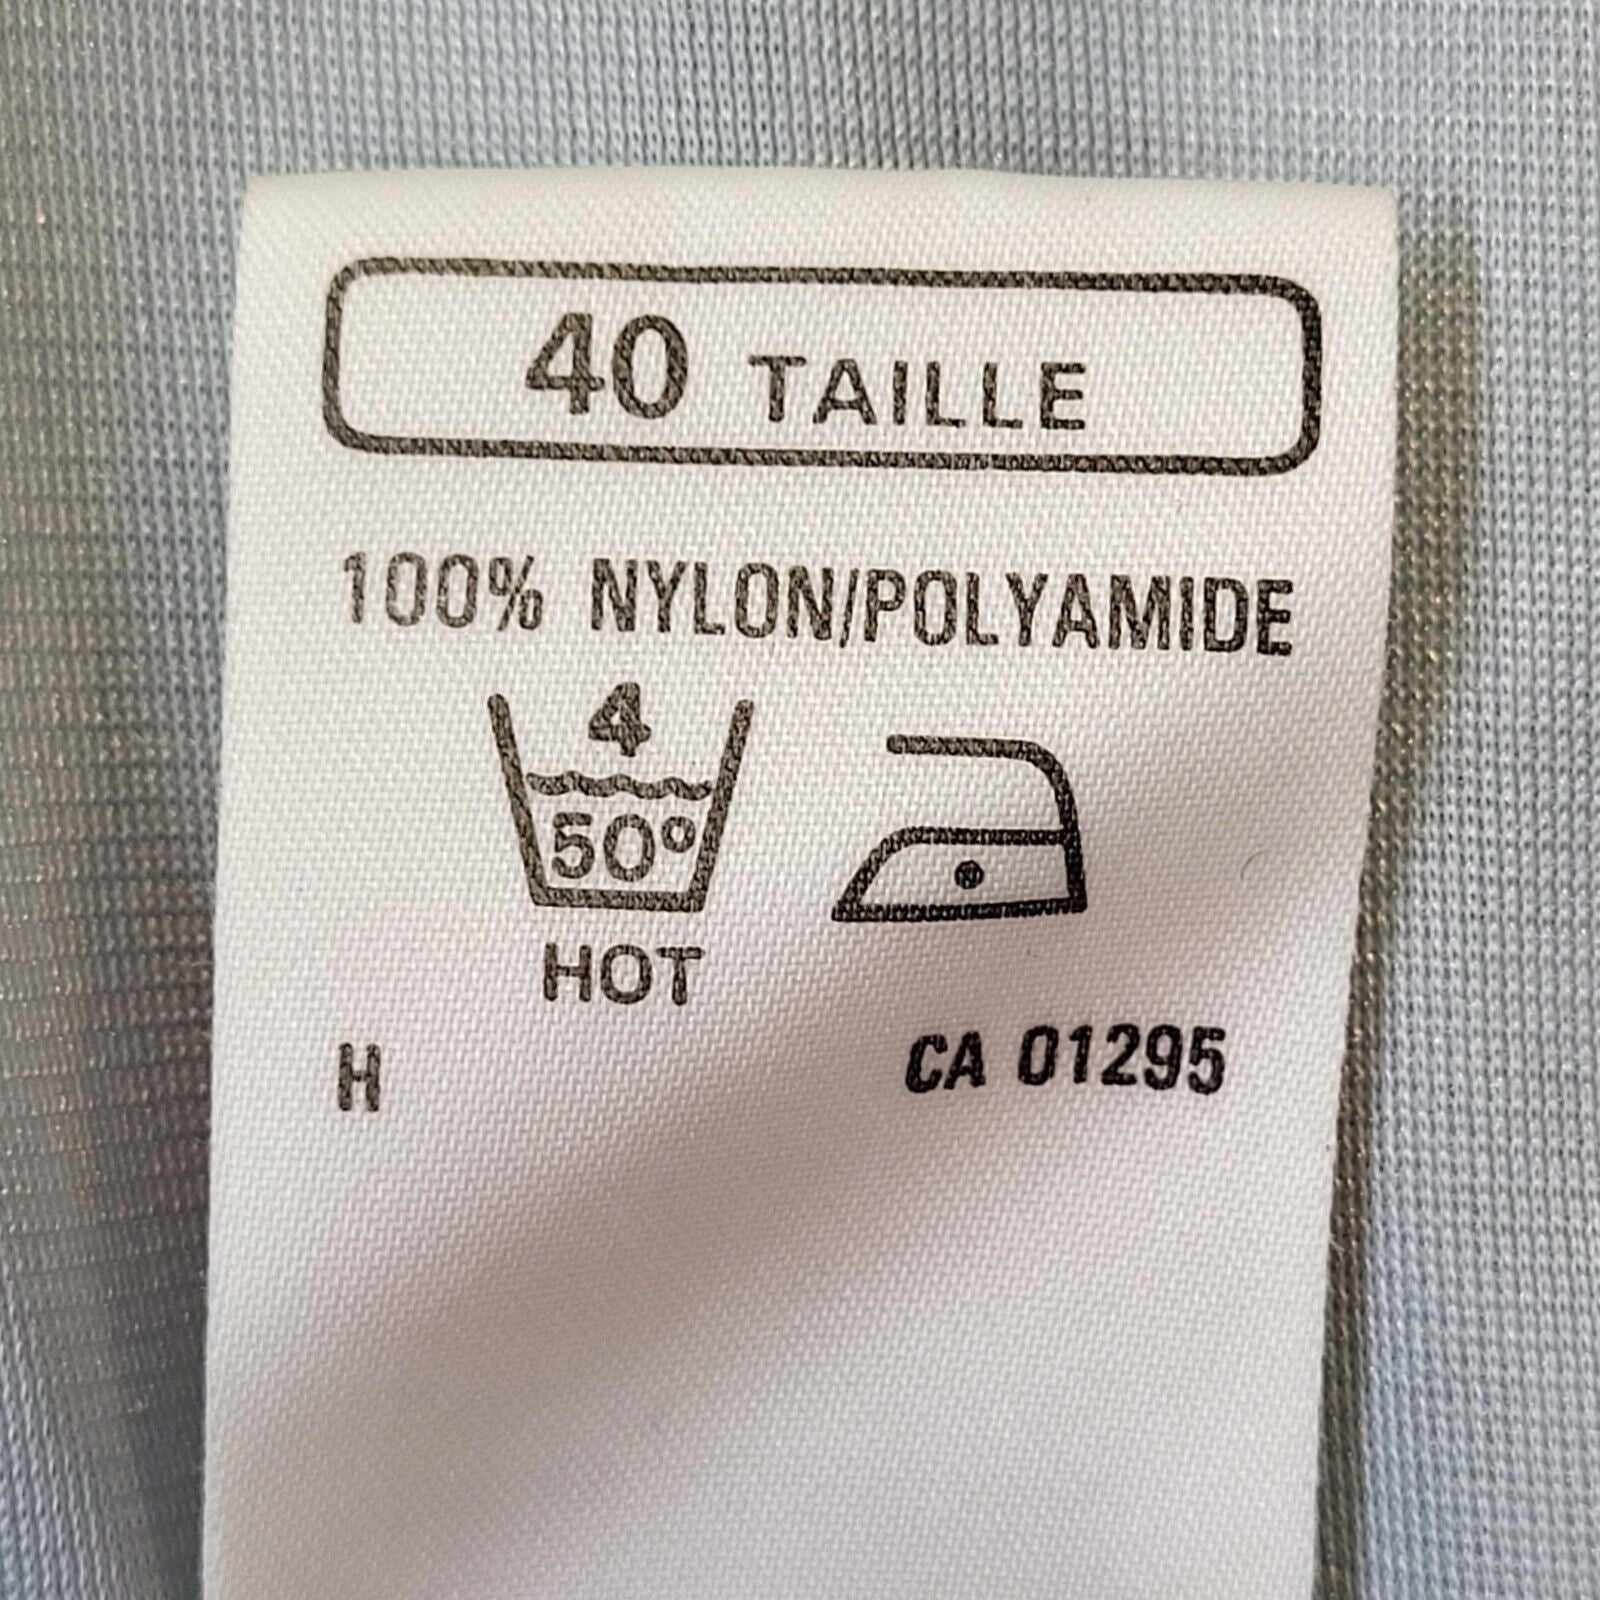 40 TAILLE
100% NYLON/POLYAMIDE
4
50°
HOT
H CA 01295